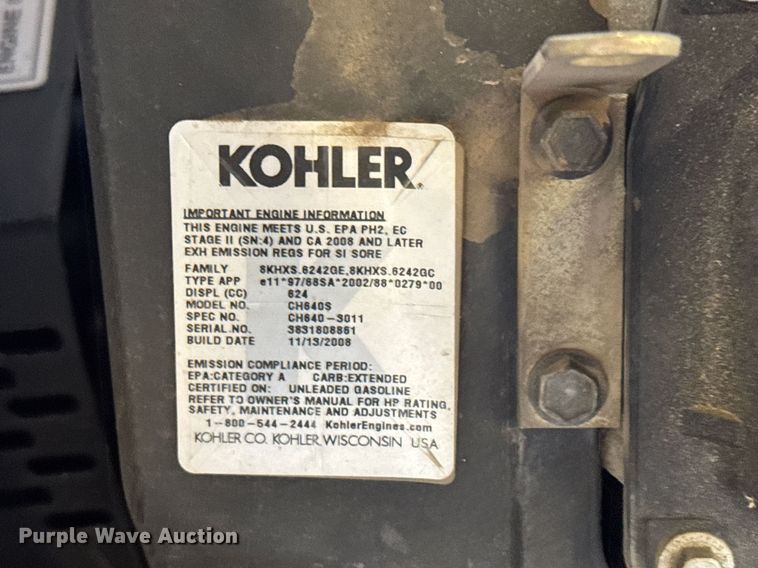 ENGINE
KOHLER.
IMPORTANT ENGINE INFORMATION
THIS ENGINE MEETS U.S. EPA PH2, EC
STAGE II (SN:4) AND CA 2008 AND LATER
EXH EMISSION REGS FOR SI SORE
FAMILY 8KHXS.6242GE,8KHXS.6242GC
TYPE APP e11*97/68SA*2002/88*0279*00
DISPL (CC) 624
MODEL NO. CH640S
SPEC NO. CH640-3011
SERIAL NO. 3831808861
BUILD DATE 11/13/2008
EMISSION COMPLIANCE PERIOD:
EPA:CATEGORY A CARB:EXTENDED
CERTIFIED ON: UNLEADED GASOLINE
REFER TO OWNER'S MANUAL FOR HP RATING,
SAFETY, MAINTENANCE AND ADJUSTMENTS
1-800-544-2444 KohlerEngines.com
KOHLER CO. KOHLER, WISCONSIN USA
Purple Wave Auction